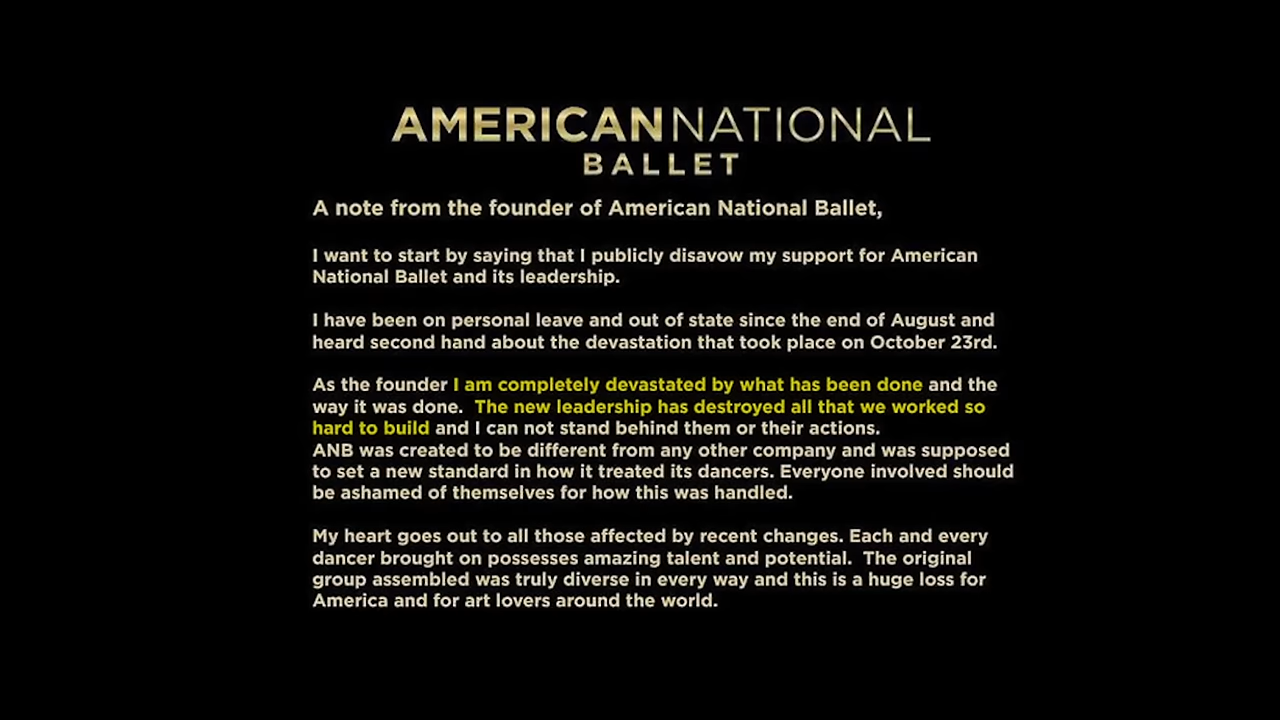 AMERICANNATIONAL
BALLET
A note from the founder of American National Ballet,
I want to start by saying that I publicly disavow my support for American
National Ballet and its leadership.
I have been on personal leave and out of state since the end of August and
heard second hand about the devastation that took place on October 23rd.
As the founder I am completely devastated by what has been done and the
way it was done.  The new leadership has destroyed all that we worked so
hard to build and I can not stand behind them or their actions.
ANB was created to be different from any other company and was supposed
to set a new standard in how it treated its dancers. Everyone involved should
be ashamed of themselves for how this was handled.
My heart goes out to all those affected by recent changes. Each and every
dancer brought on possesses amazing talent and potential.  The original
group assembled was truly diverse in every way and this is a huge loss for
America and for art lovers around the world.